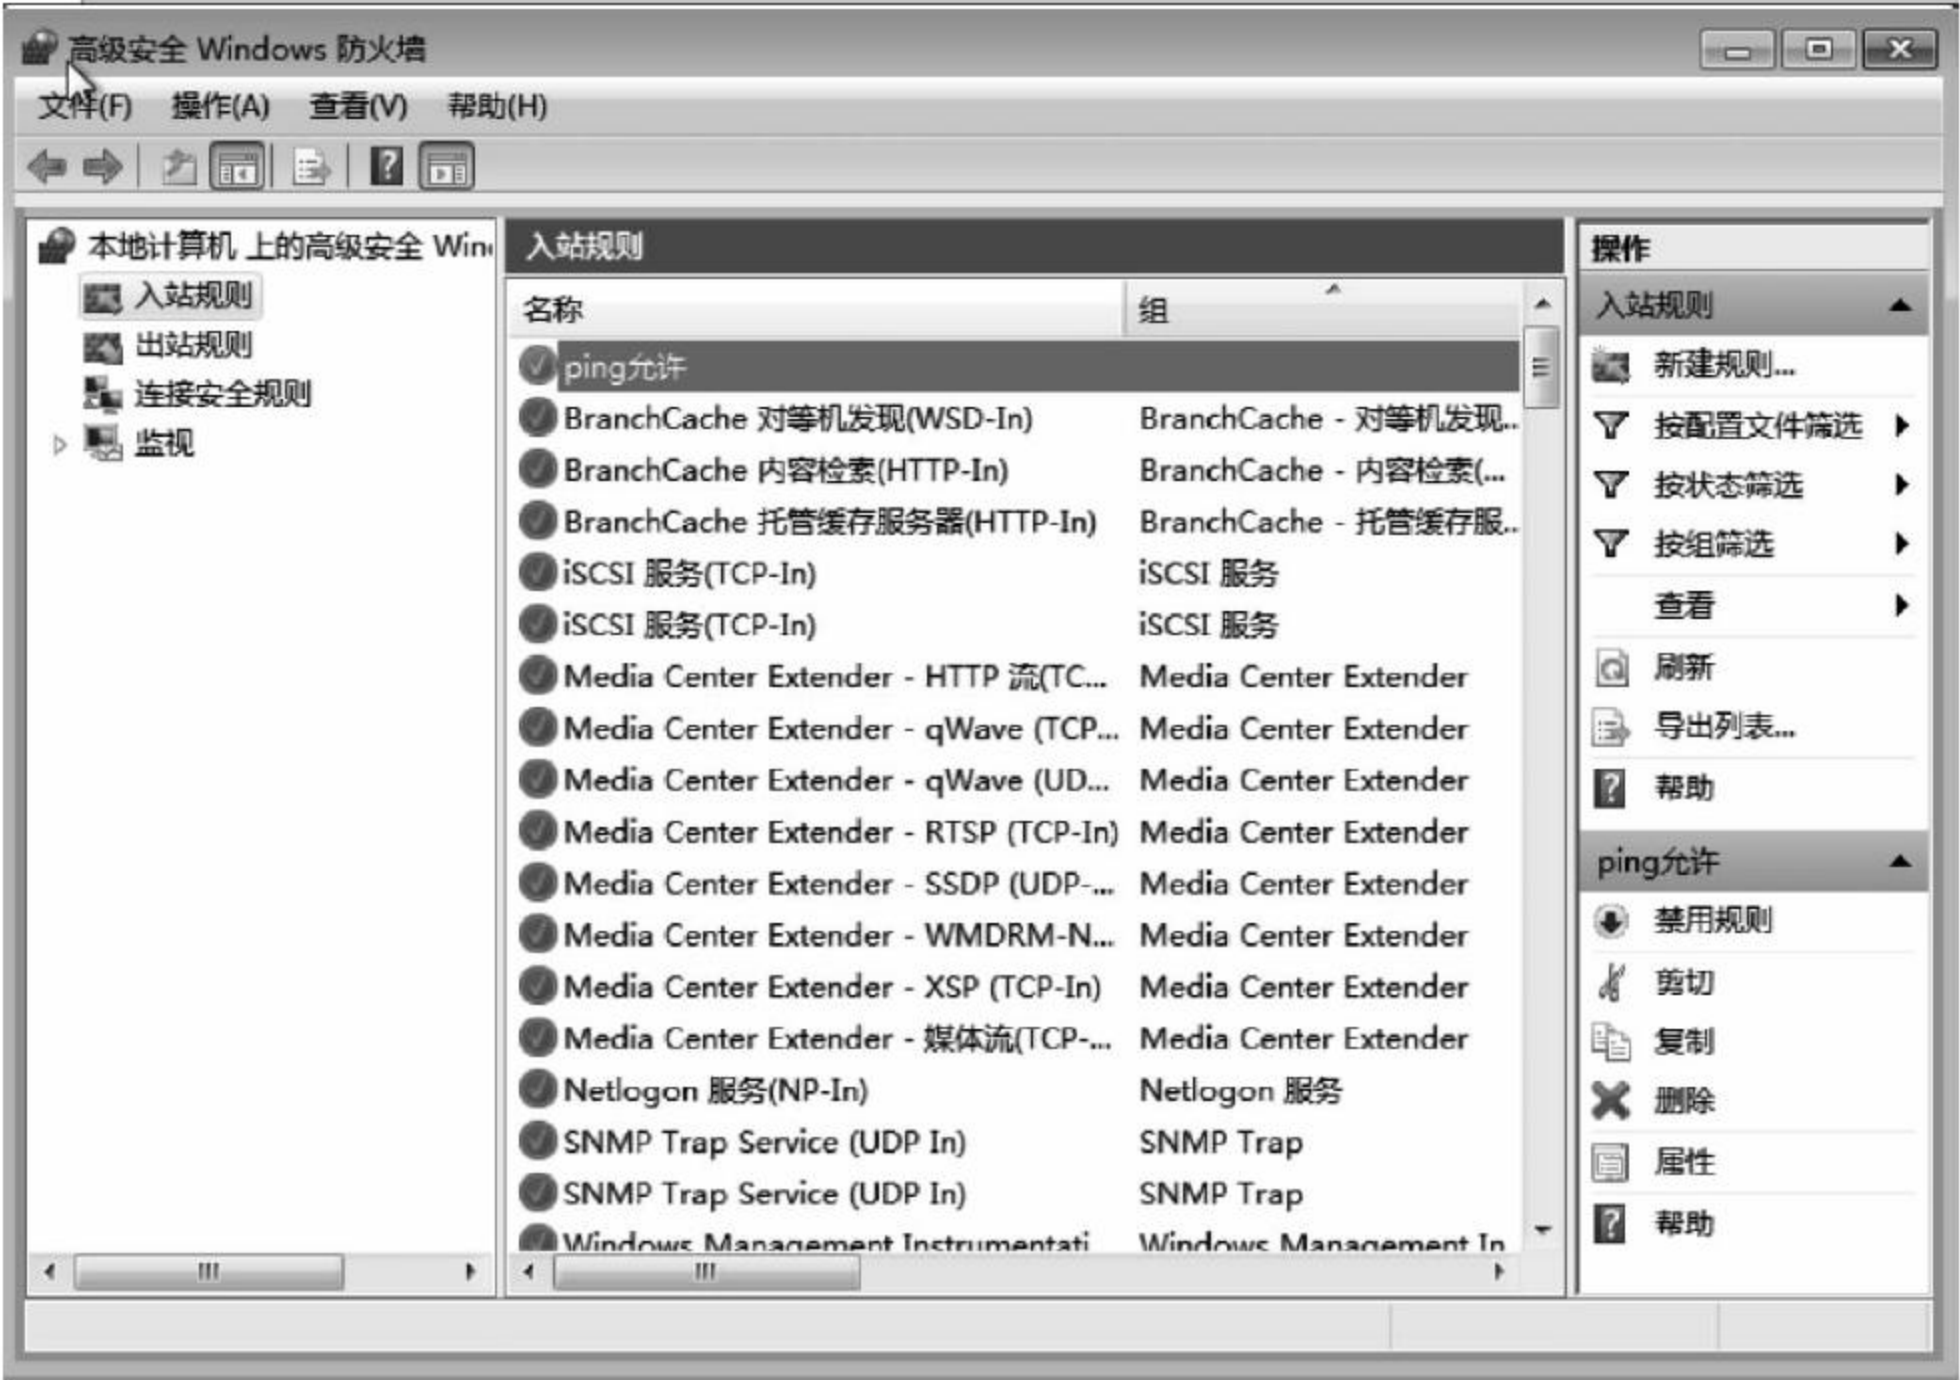 高级安全 Windows 防火墙
文件(F) 操作(A) 查看(V) 帮助(H)
本地计算机 上的高级安全 Win
入站规则
出站规则
连接安全规则
监视
入站规则
名称 组
ping允许
BranchCache 对等机发现(WSD-In) BranchCache - 对等机发现...
BranchCache 内容检索(HTTP-In) BranchCache - 内容检索(...
BranchCache 托管缓存服务器(HTTP-In) BranchCache - 托管缓存服...
iSCSI 服务(TCP-In) iSCSI 服务
iSCSI 服务(TCP-In) iSCSI 服务
Media Center Extender - HTTP 流(TC... Media Center Extender
Media Center Extender - qWave (TCP... Media Center Extender
Media Center Extender - qWave (UD... Media Center Extender
Media Center Extender - RTSP (TCP-In) Media Center Extender
Media Center Extender - SSDP (UDP-... Media Center Extender
Media Center Extender - WMDRM-N... Media Center Extender
Media Center Extender - XSP (TCP-In) Media Center Extender
Media Center Extender - 媒体流(TCP-... Media Center Extender
Netlogon 服务(NP-In) Netlogon 服务
SNMP Trap Service (UDP In) SNMP Trap
SNMP Trap Service (UDP In) SNMP Trap
Windows Management Instrumentati Windows Management In
操作
入站规则
新建规则...
按配置文件筛选
按状态筛选
按组筛选
查看
刷新
导出列表...
帮助
ping允许
禁用规则
剪切
复制
删除
属性
帮助